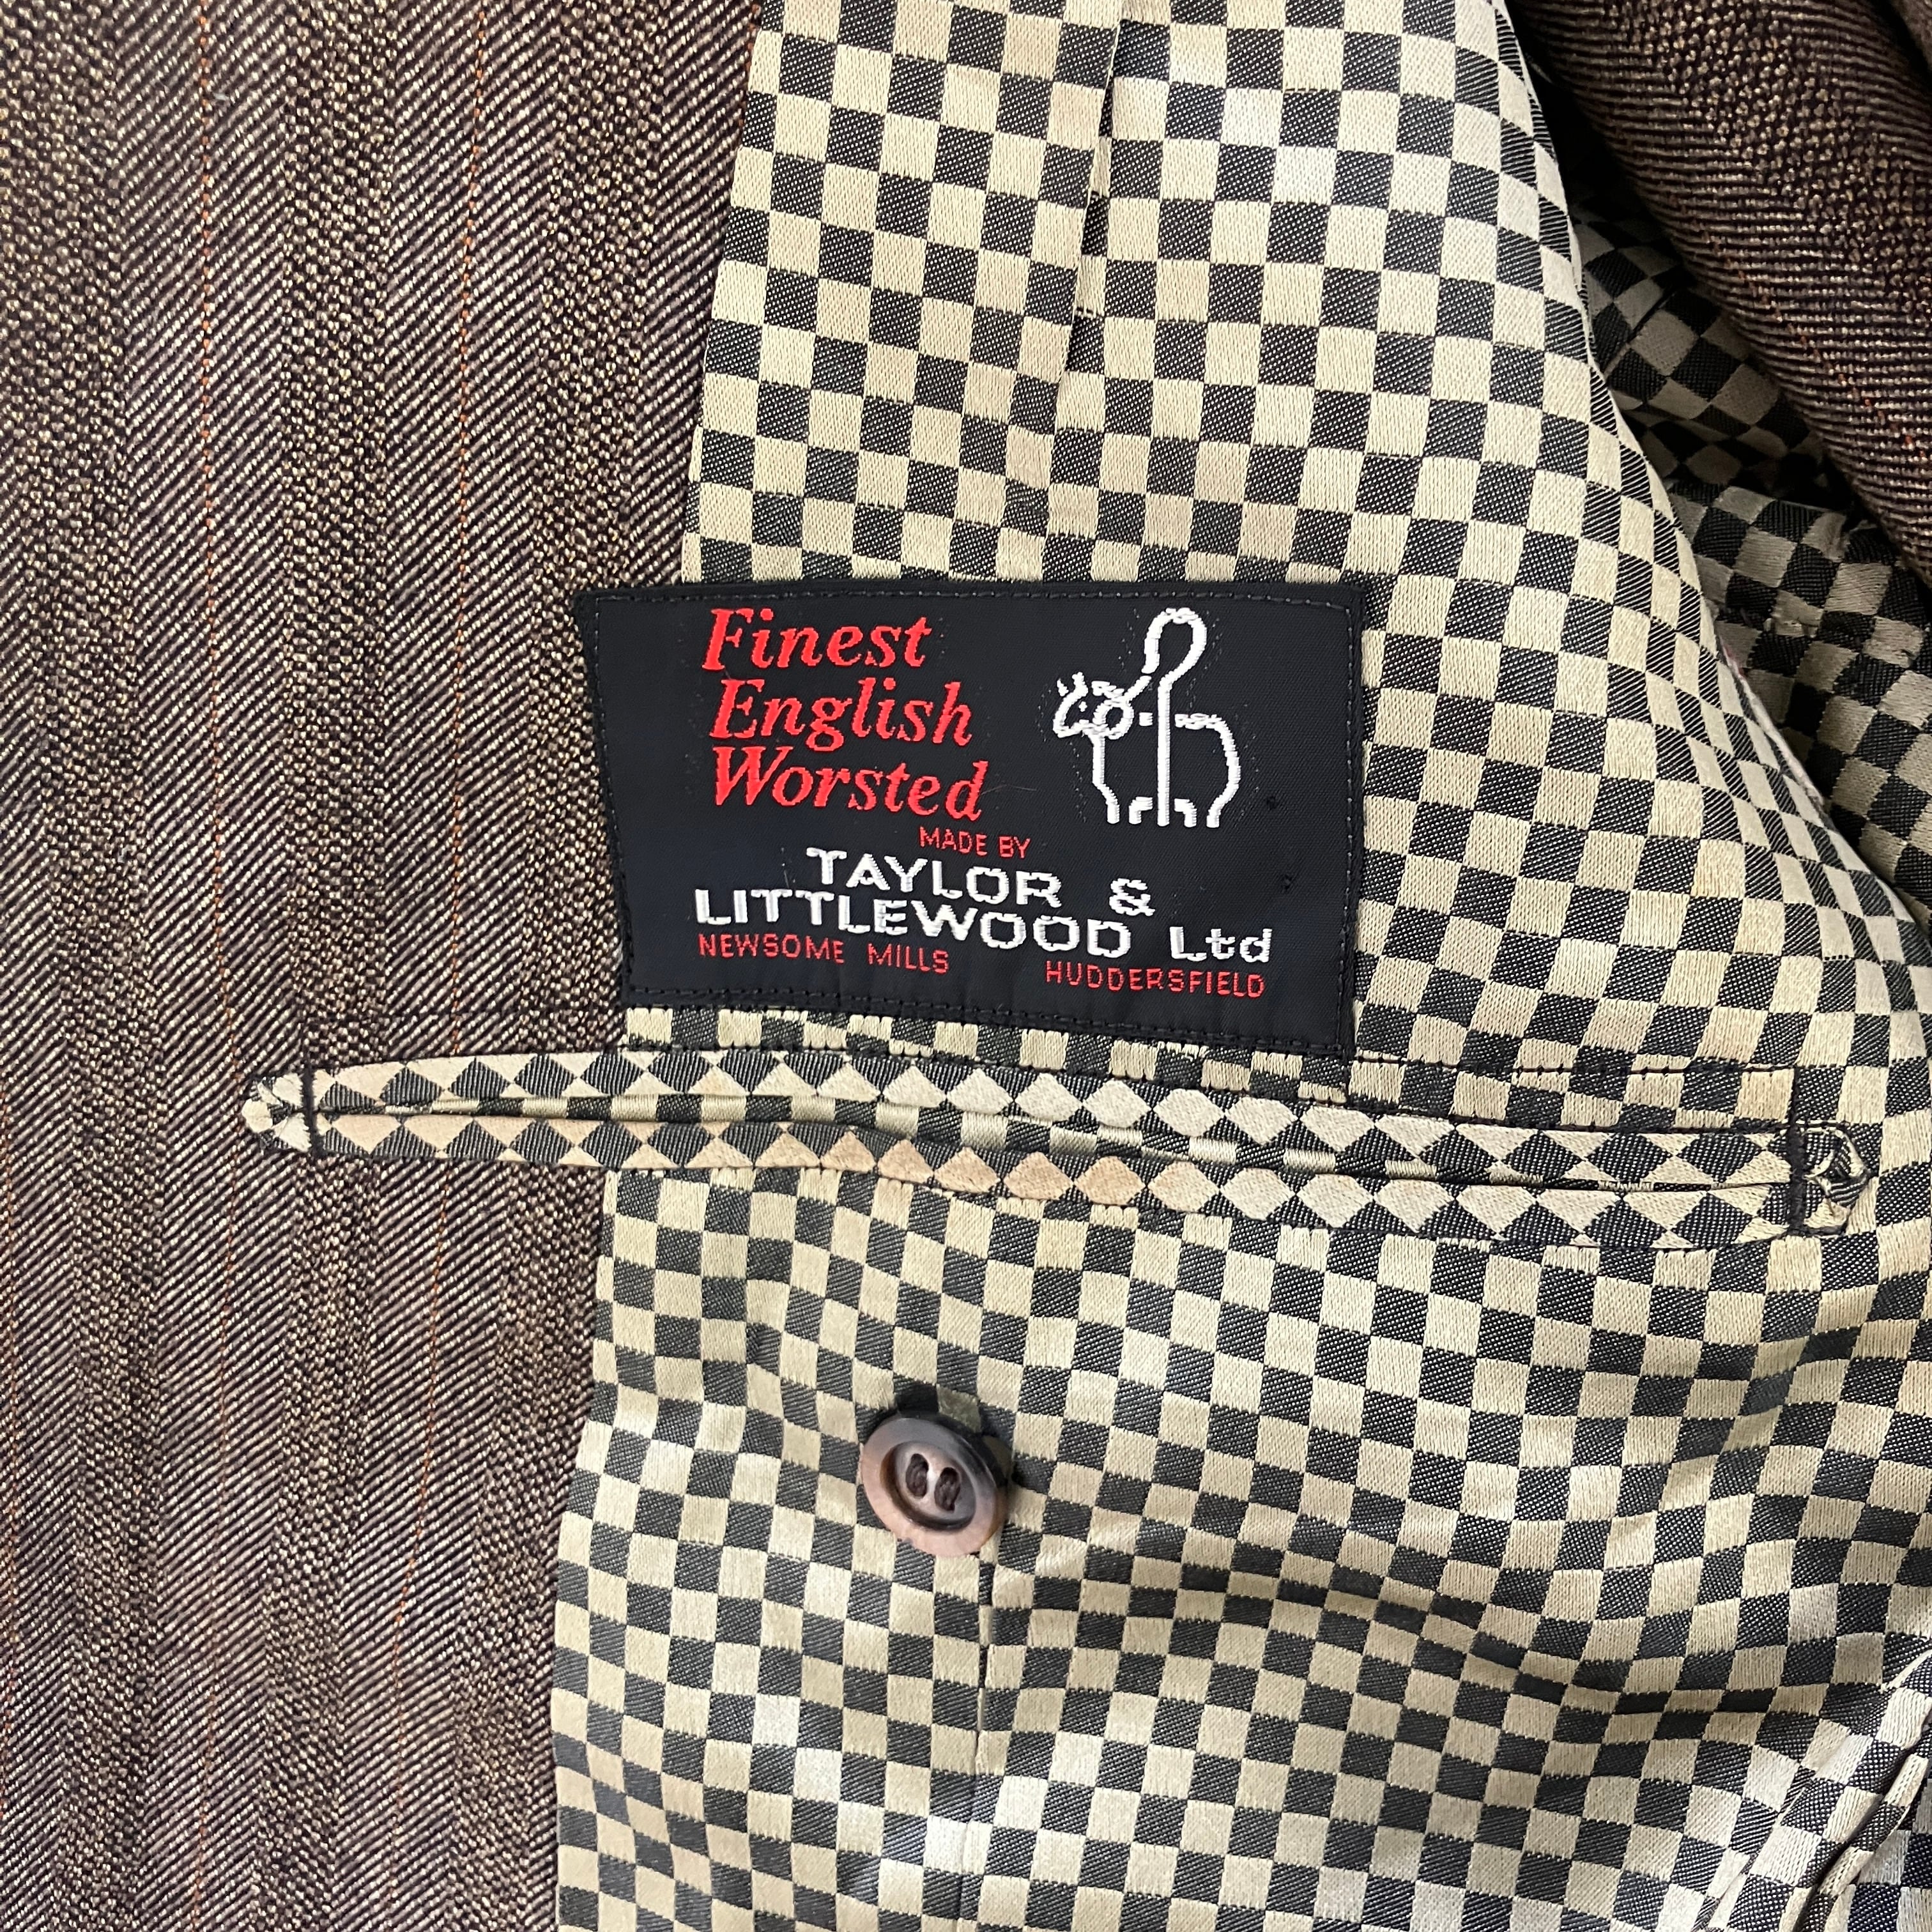 Finest
English
Worsted
MADE BY
TAYLOR &
LITTLEWOOD Ltd
NEWSOME MILLS HUDDERSFIELD